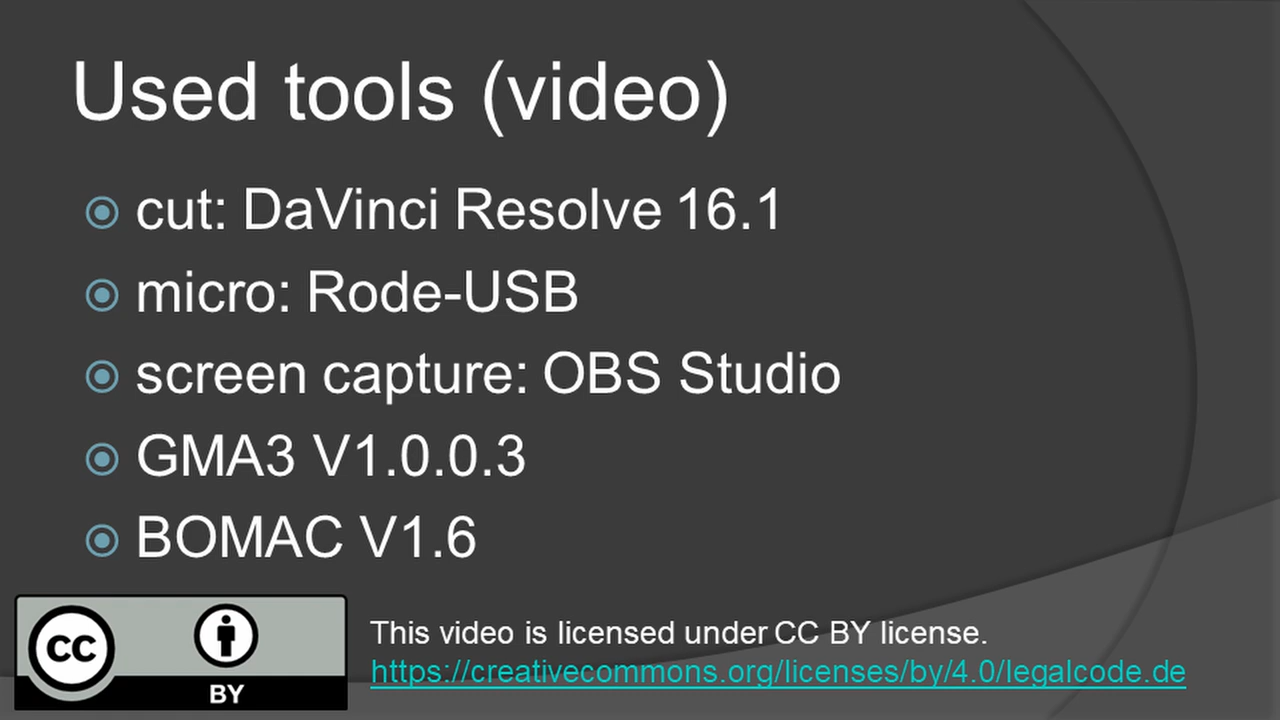 Used tools (video)
cut: DaVinci Resolve 16.1
micro: Rode-USB
screen capture: OBS Studio
GMA3 V1.0.0.3
BOMAC V1.6
CC
BY
This video is licensed under CC BY license.
https://creativecommons.org/licenses/by/4.0/legalcode.de